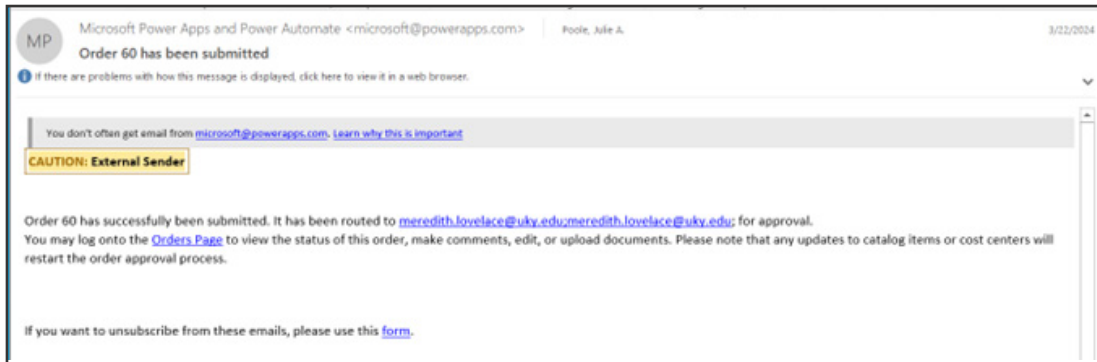 MP
Microsoft Power Apps and Power Automate <microsoft@powerapps.com>
Poole, Julie A.
3/22/2024
Order 60 has been submitted
If there are problems with how this message is displayed, click here to view it in a web browser.
You don't often get email from microsoft@powerapps.com. Learn why this is important
CAUTION: External Sender
Order 60 has successfully been submitted. It has been routed to meredith.lovelace@uky.edu;meredith.lovelace@uky.edu; for approval.
You may log onto the Orders Page to view the status of this order, make comments, edit, or upload documents. Please note that any updates to catalog items or cost centers will
restart the order approval process.
If you want to unsubscribe from these emails, please use this form.